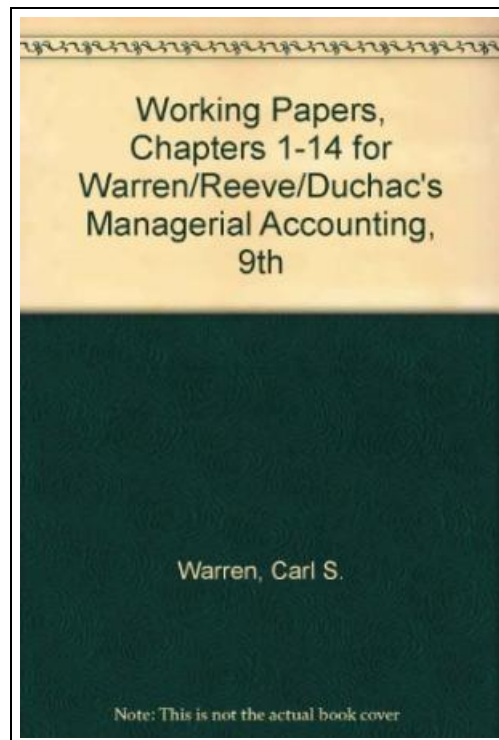 Working Papers,
Chapters 1-14 for
Warren/Reeve/Duchac's
Managerial Accounting,
9th
Warren, Carl S.
Note: This is not the actual book cover